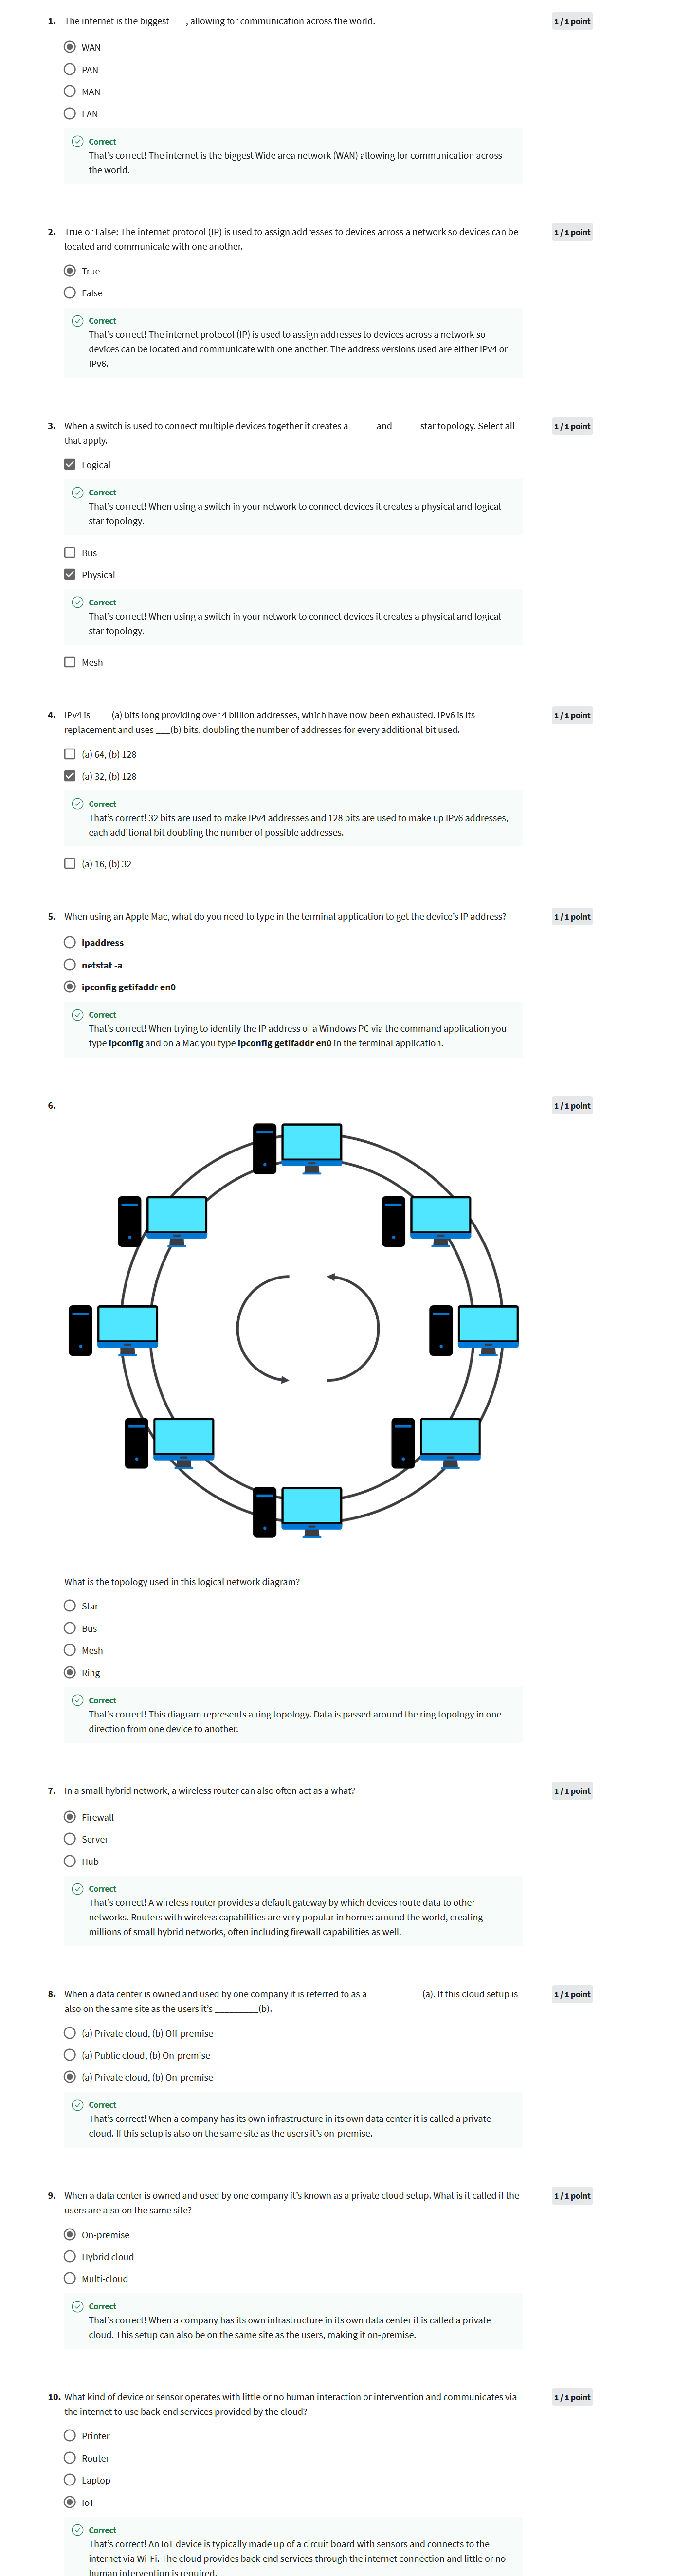 1. The internet is the biggest ___, allowing for communication across the world.
1 / 1 point
WAN
PAN
MAN
LAN
Correct
That's correct! The internet is the biggest Wide area network (WAN) allowing for communication across
the world.
2. True or False: The internet protocol (IP) is used to assign addresses to devices across a network so devices can be
located and communicate with one another.
1 / 1 point
True
False
Correct
That's correct! The internet protocol (IP) is used to assign addresses to devices across a network so
devices can be located and communicate with one another. The address versions used are either IPv4 or
IPv6.
3. When a switch is used to connect multiple devices together it creates a _____ and _____ star topology. Select all
that apply.
1 / 1 point
Logical
Correct
That's correct! When using a switch in your network to connect devices it creates a physical and logical
star topology.
Bus
Physical
Correct
That's correct! When using a switch in your network to connect devices it creates a physical and logical
star topology.
Mesh
4. IPv4 is ____(a) bits long providing over 4 billion addresses, which have now been exhausted. IPv6 is its
replacement and uses ___(b) bits, doubling the number of addresses for every additional bit used.
1 / 1 point
(a) 64, (b) 128
(a) 32, (b) 128
Correct
That's correct! 32 bits are used to make IPv4 addresses and 128 bits are used to make up IPv6 addresses,
each additional bit doubling the number of possible addresses.
(a) 16, (b) 32
5. When using an Apple Mac, what do you need to type in the terminal application to get the device's IP address?
1 / 1 point
ipaddress
netstat -a
ipconfig getifaddr en0
Correct
That's correct! When trying to identify the IP address of a Windows PC via the command application you
type ipconfig and on a Mac you type ipconfig getifaddr en0 in the terminal application.
6.
1 / 1 point
What is the topology used in this logical network diagram?
Star
Bus
Mesh
Ring
Correct
That's correct! This diagram represents a ring topology. Data is passed around the ring topology in one
direction from one device to another.
7. In a small hybrid network, a wireless router can also often act as a what?
1 / 1 point
Firewall
Server
Hub
Correct
That's correct! A wireless router provides a default gateway by which devices route data to other
networks. Routers with wireless capabilities are very popular in homes around the world, creating
millions of small hybrid networks, often including firewall capabilities as well.
8. When a data center is owned and used by one company it is referred to as a ___________(a). If this cloud setup is
also on the same site as the users it's _________(b).
1 / 1 point
(a) Private cloud, (b) Off-premise
(a) Public cloud, (b) On-premise
(a) Private cloud, (b) On-premise
Correct
That's correct! When a company has its own infrastructure in its own data center it is called a private
cloud. If this setup is also on the same site as the users it's on-premise.
9. When a data center is owned and used by one company it's known as a private cloud setup. What is it called if the
users are also on the same site?
1 / 1 point
On-premise
Hybrid cloud
Multi-cloud
Correct
That's correct! When a company has its own infrastructure in its own data center it is called a private
cloud. This setup can also be on the same site as the users, making it on-premise.
10. What kind of device or sensor operates with little or no human interaction or intervention and communicates via
the internet to use back-end services provided by the cloud?
1 / 1 point
Printer
Router
Laptop
IoT
Correct
That's correct! An IoT device is typically made up of a circuit board with sensors and connects to the
internet via Wi-Fi. The cloud provides back-end services through the internet connection and little or no
human intervention is required.